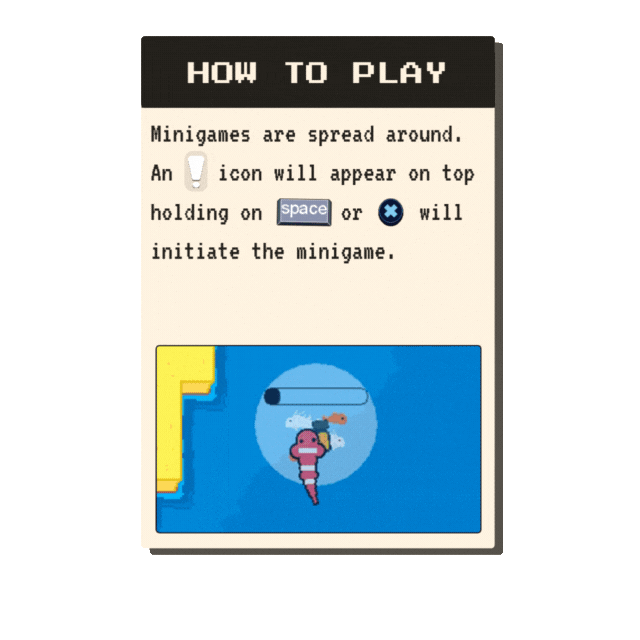 HOW TO PLAY
Minigames are spread around.
An ! icon will appear on top
holding on space or ✖ will
initiate the minigame.